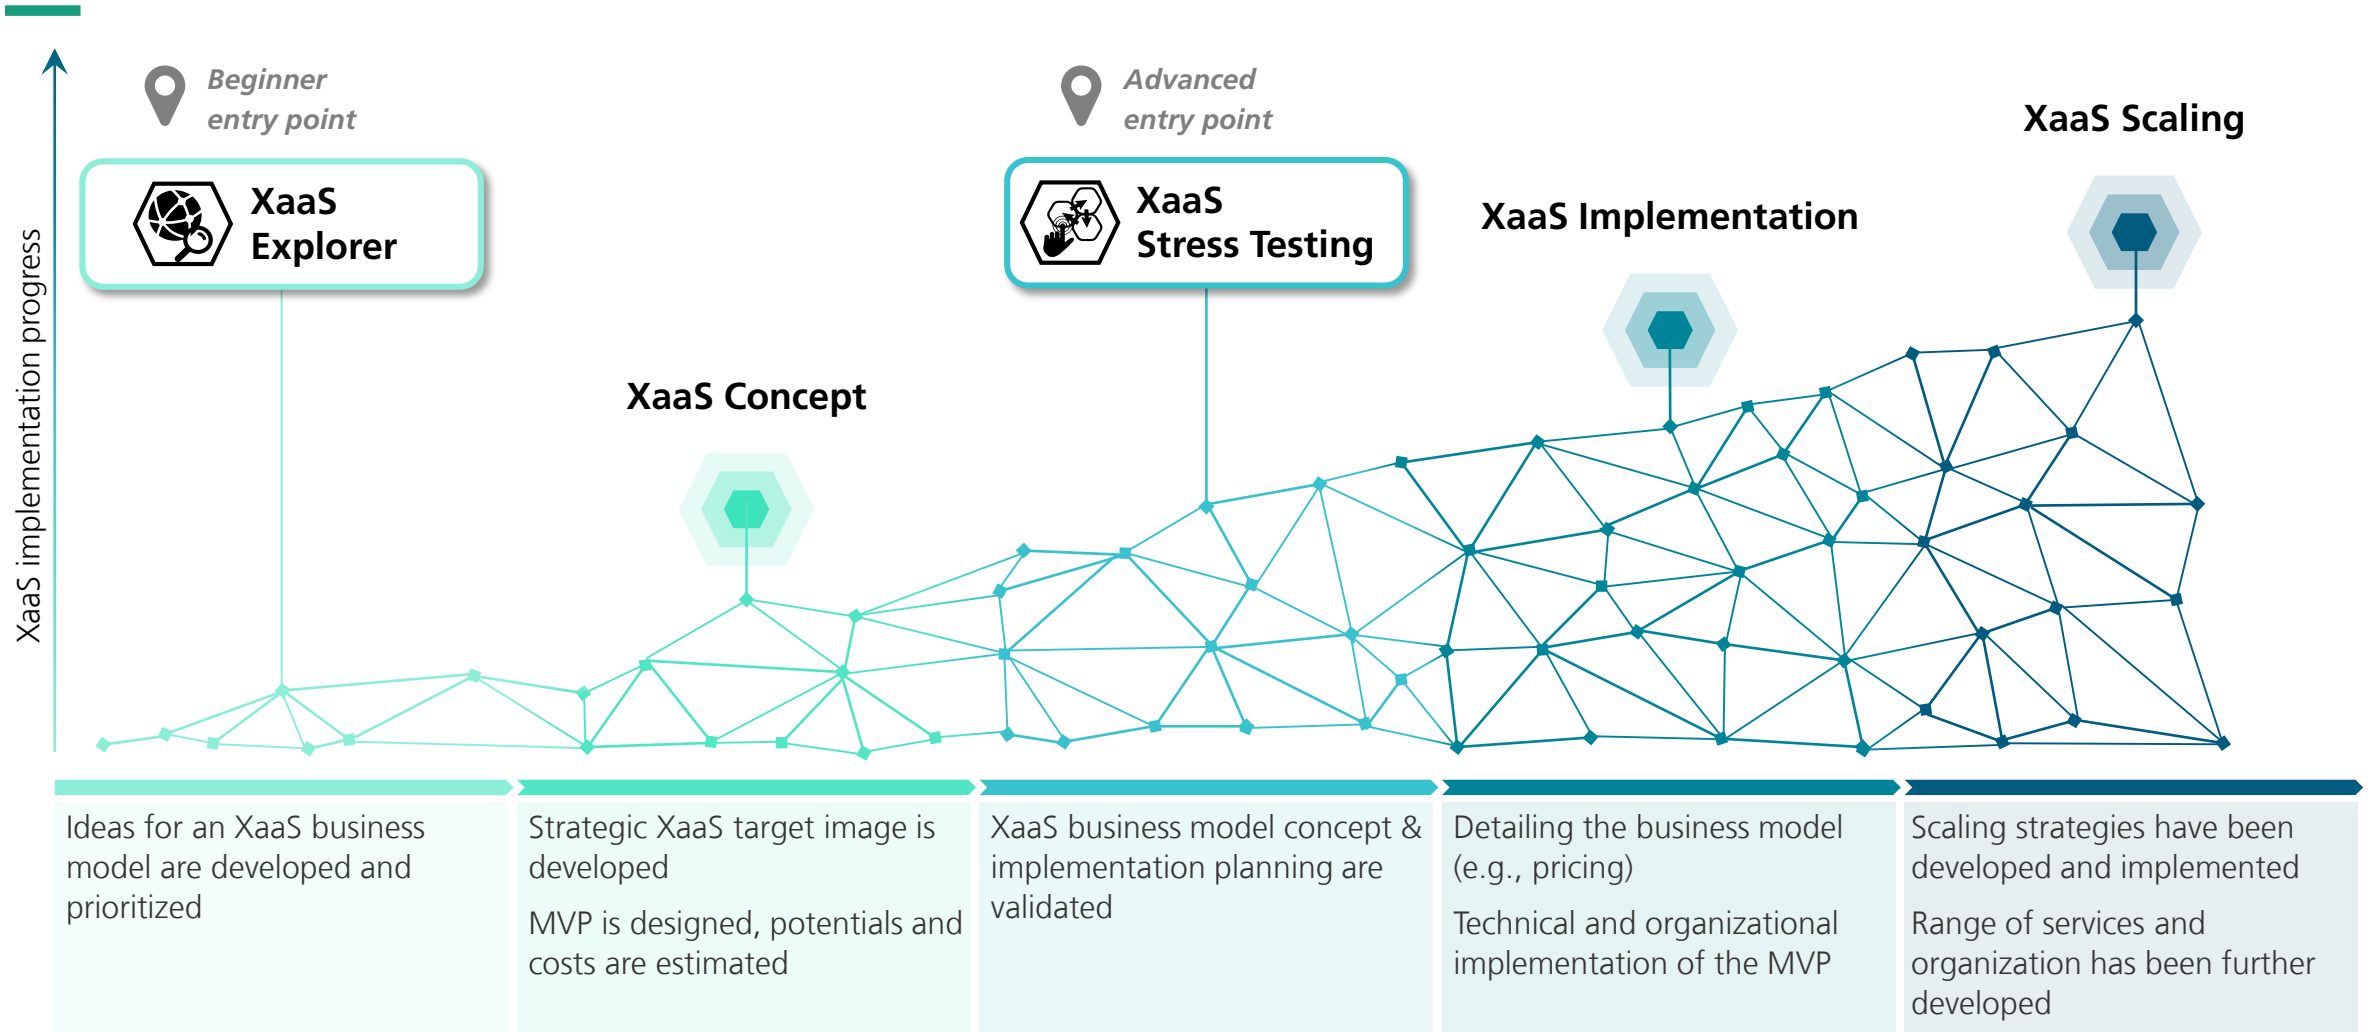 Beginner
entry point
Advanced
entry point
XaaS Scaling
XaaS
Explorer
XaaS
Stress Testing
XaaS Implementation
XaaS Concept
XaaS implementation progress
Ideas for an XaaS business
model are developed and
prioritized
Strategic XaaS target image is
developed
MVP is designed, potentials and
costs are estimated
XaaS business model concept &
implementation planning are
validated
Detailing the business model
(e.g., pricing)
Technical and organizational
implementation of the MVP
Scaling strategies have been
developed and implemented
Range of services and
organization has been further
developed